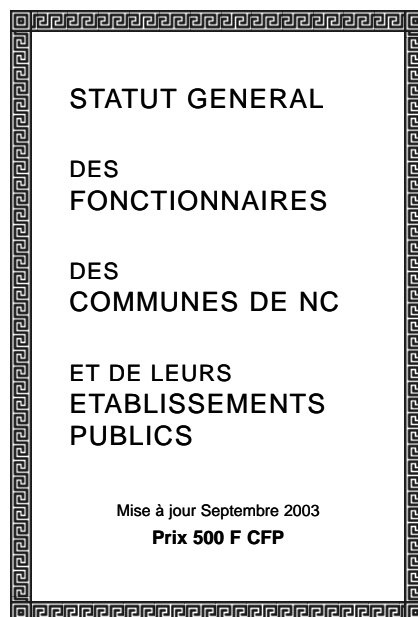 STATUT GENERAL
DES
FONCTIONNAIRES
DES
COMMUNES DE NC
ET DE LEURS
ETABLISSEMENTS
PUBLICS
Mise à jour Septembre 2003
Prix 500 F CFP